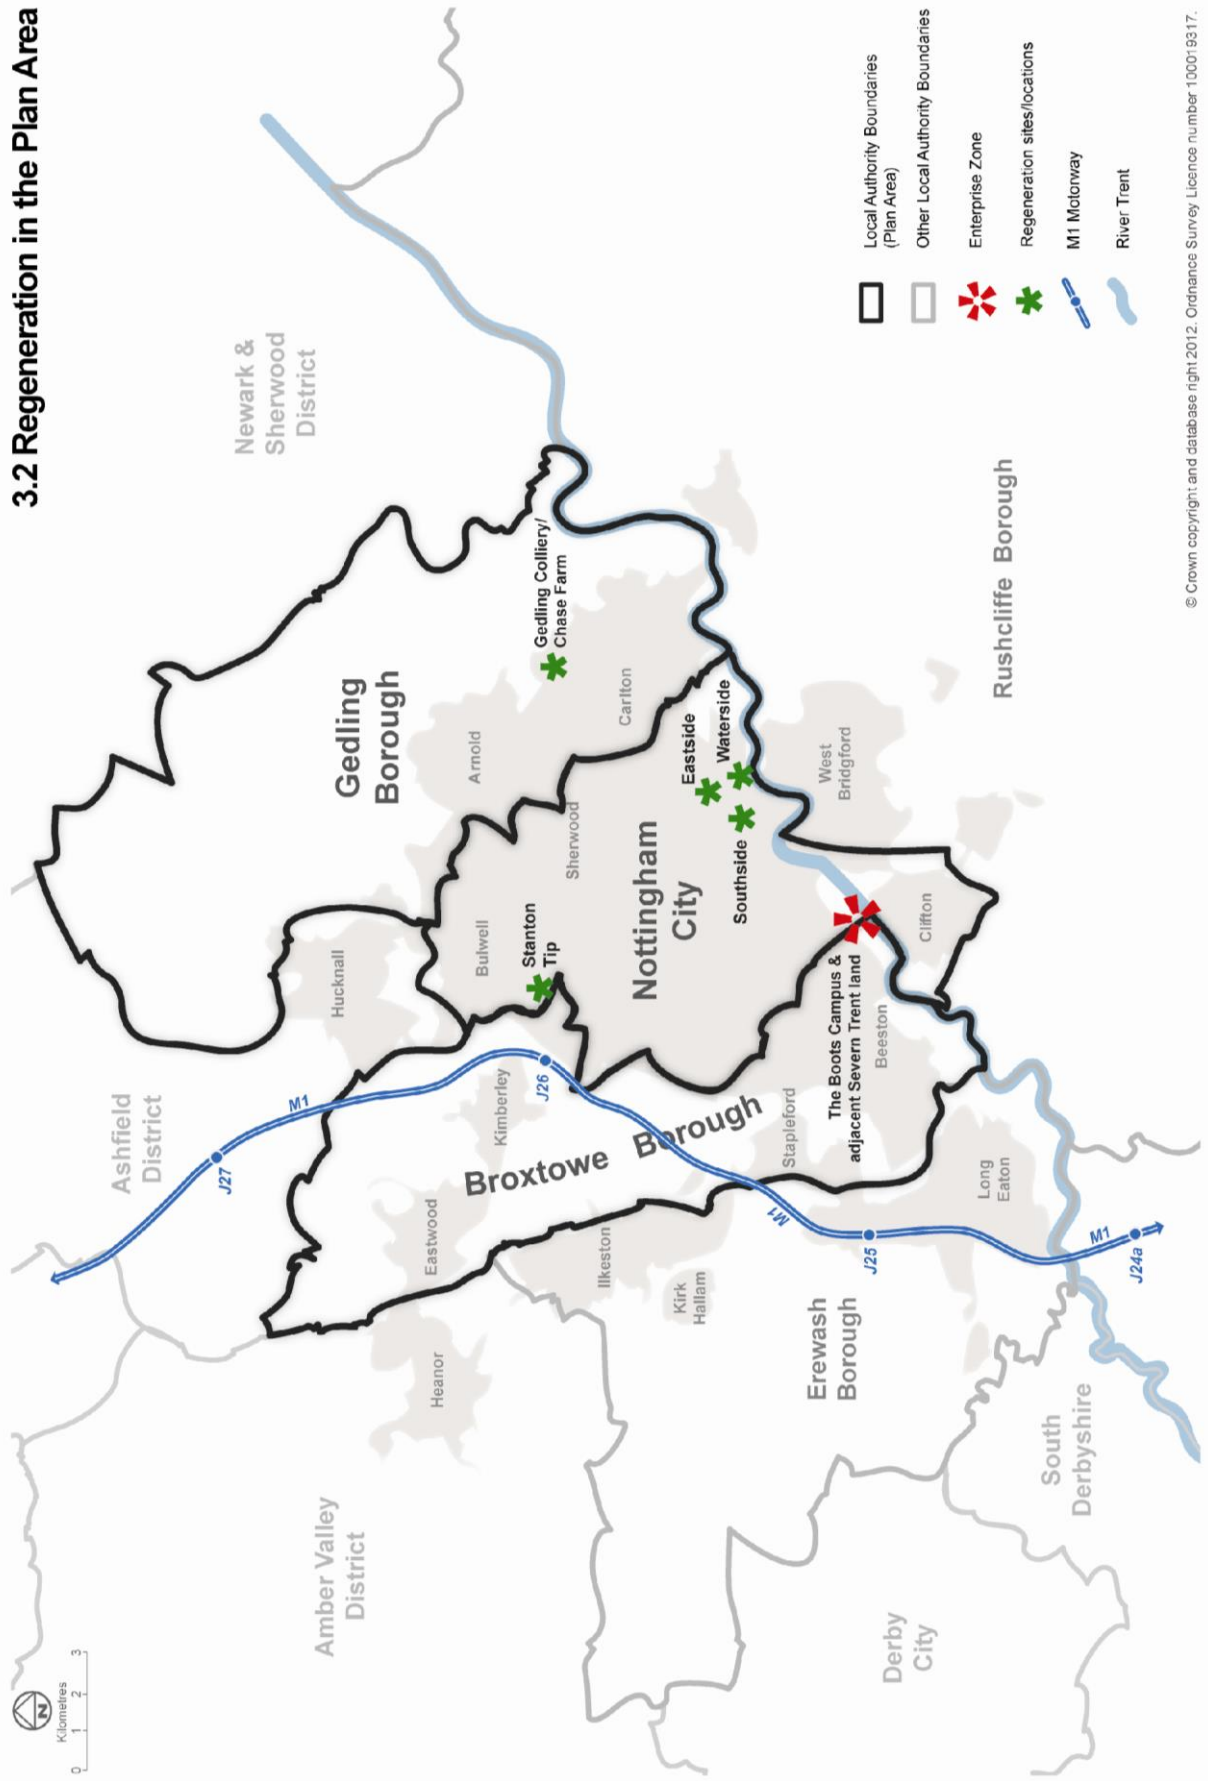 3.2 Regeneration in the Plan Area
Newark &
Sherwood
District
Ashfield
District
Amber Valley
District
Gedling
Borough
Gedling Colliery/
Chase Farm
Arnold
Carlton
Hucknall
Bulwell
Sherwood
Stanton
Tip
Nottingham
City
Eastside
Waterside
Southside
West
Bridgford
Rushcliffe Borough
Clifton
The Boots Campus &
adjacent Severn Trent land
Beeston
Stapleford
Broxtowe Borough
Kimberley
Eastwood
Heanor
Ilkeston
Kirk
Hallam
Long
Eaton
Erewash
Borough
Derby
City
South
Derbyshire
M1
J27
J26
M1
J25
M1
J24a
N
Kilometres
0 1 2 3
Local Authority Boundaries
(Plan Area)
Other Local Authority Boundaries
Enterprise Zone
Regeneration sites/locations
M1 Motorway
River Trent
© Crown copyright and database right 2012. Ordnance Survey Licence number 100019317.